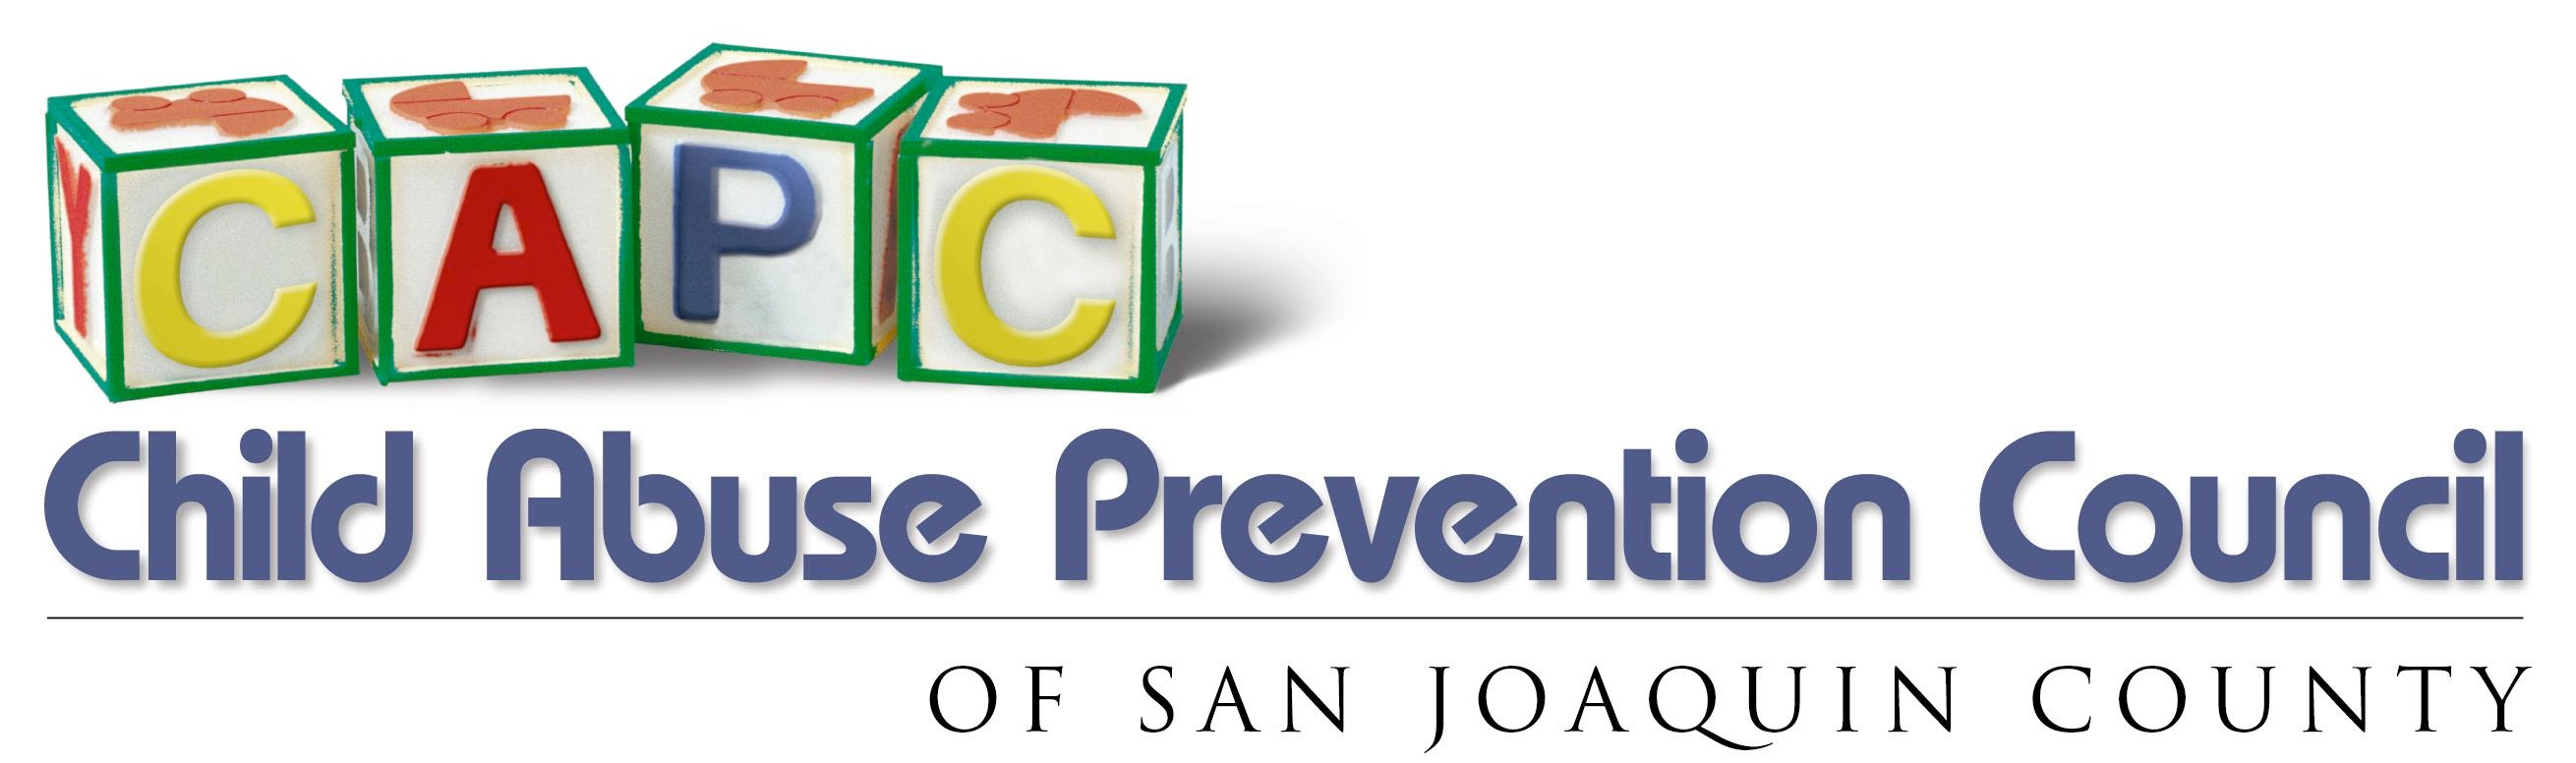 CAPC
Child Abuse Prevention Council
OF SAN JOAQUIN COUNTY